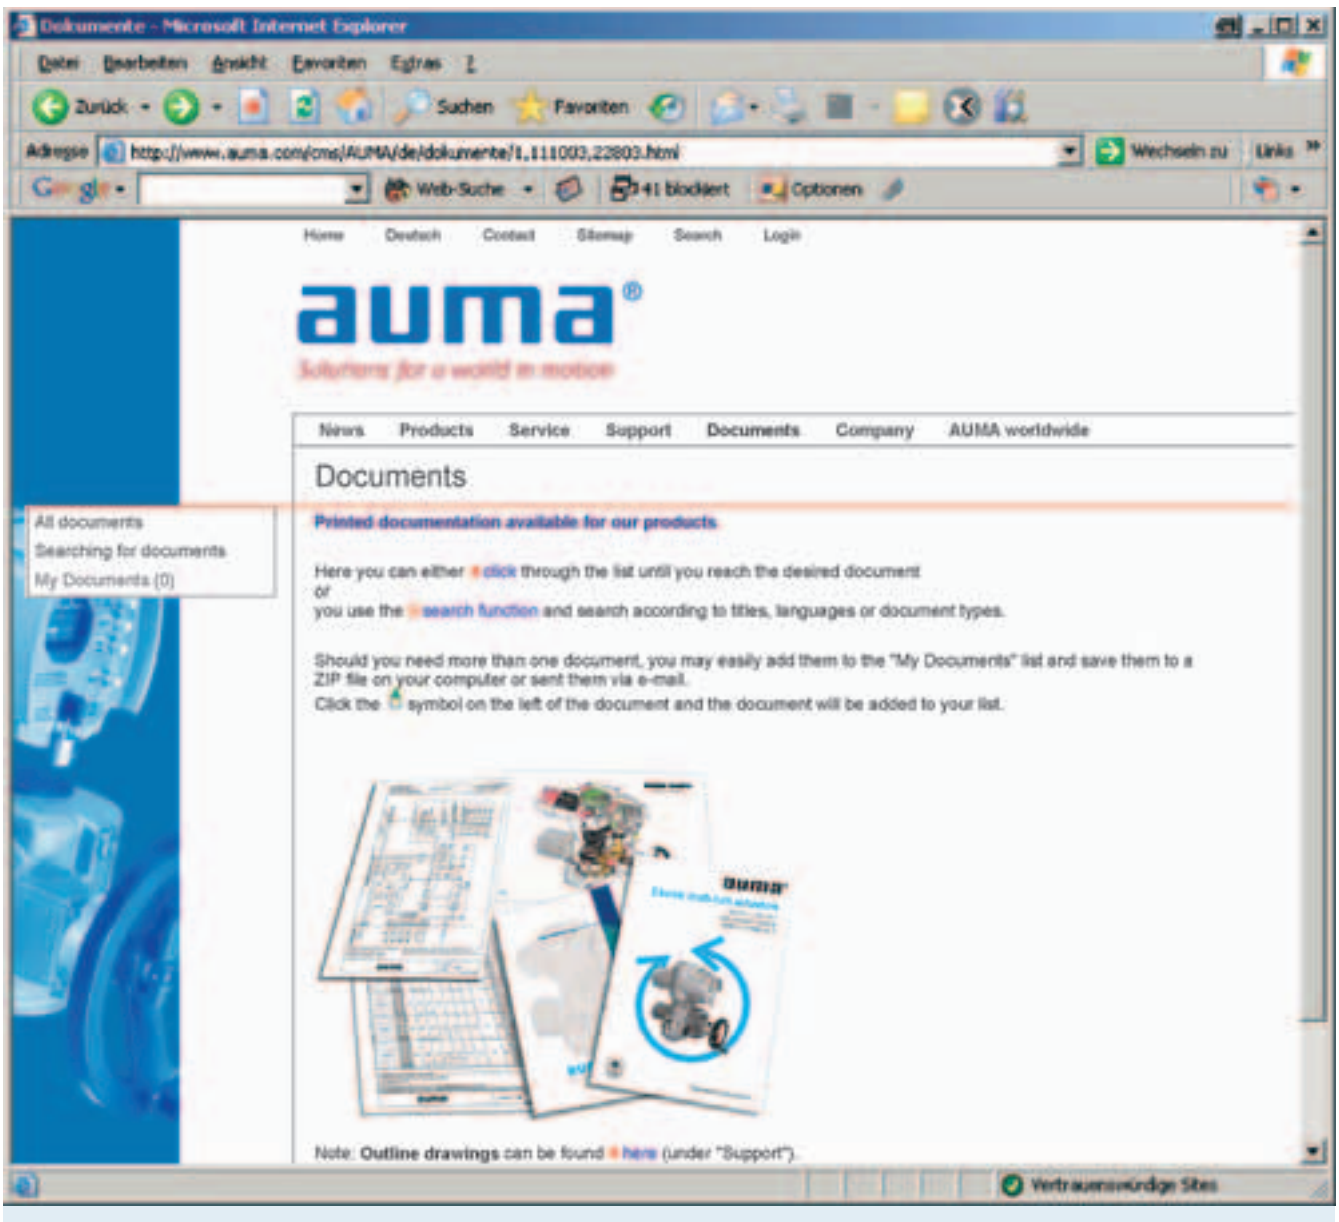 Dokumente - Microsoft Internet Explorer
Datei Bearbeiten Ansicht Favoriten Extras ?
Zurück Suchen Favoriten
Adresse http://www.auma.com/cms/AUMA/de/dokumente/1,111003,22803.html Wechseln zu Links »
Google Web-Suche 41 blockiert Optionen
Home Deutsch Contact Sitemap Search Login
auma®
Solutions for a world in motion
News Products Service Support Documents Company AUMA worldwide
Documents
All documents
Searching for documents
My Documents (0)
Printed documentation available for our products
Here you can either click through the list until you reach the desired document
or
you use the search function and search according to titles, languages or document types.
Should you need more than one document, you may easily add them to the "My Documents" list and save them to a
ZIP file on your computer or sent them via e-mail.
Click the symbol on the left of the document and the document will be added to your list.
auma
Note: Outline drawings can be found here (under "Support").
Vertrauenswürdige Sites